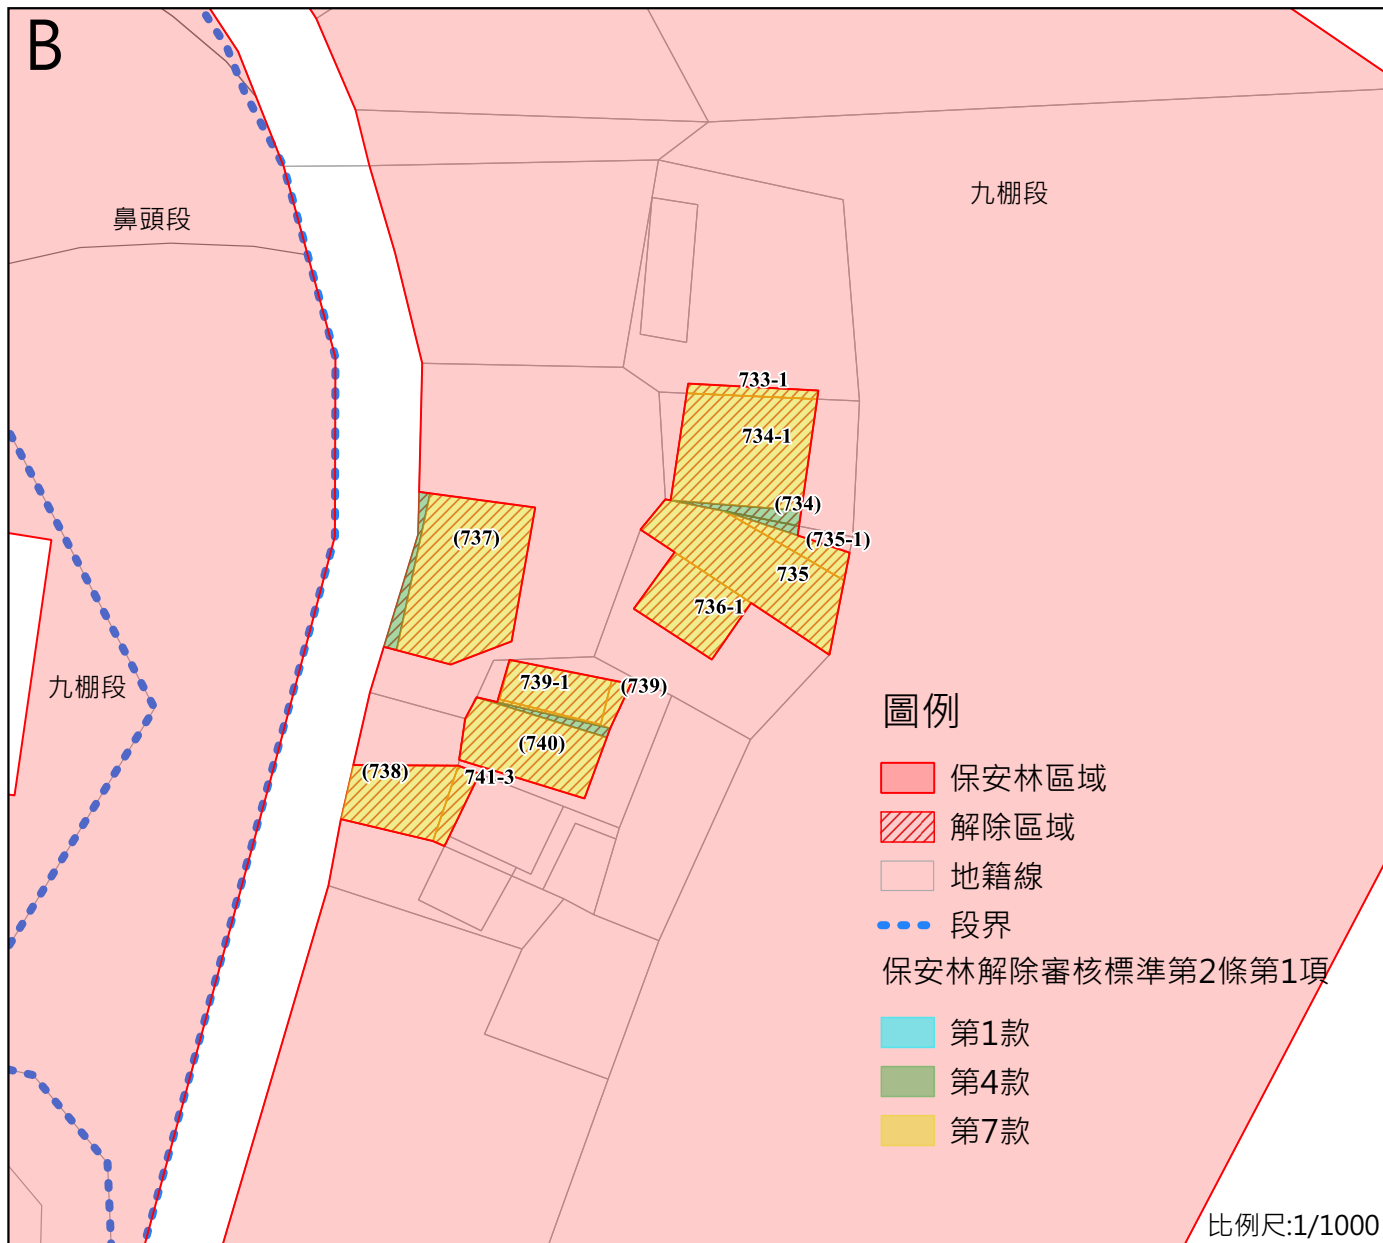 B
九棚段
鼻頭段
733-1
734-1
(734)
(737)
(735-1)
735
736-1
739-1
(739)
九棚段
(740)
(738)
741-3
圖例
保安林區域
解除區域
地籍線
段界
保安林解除審核標準第2條第1項
第1款
第4款
第7款
比例尺:1/1000